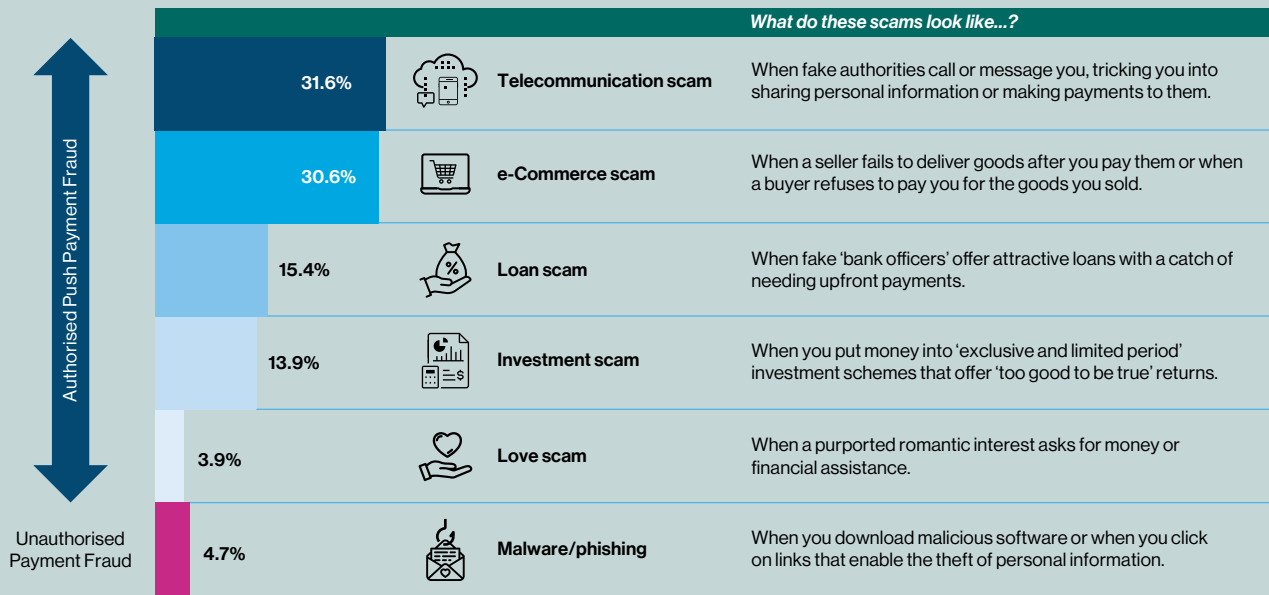 What do these scams look like...?
Authorised Push Payment Fraud
31.6%
Telecommunication scam
When fake authorities call or message you, tricking you into
sharing personal information or making payments to them.
30.6%
e-Commerce scam
When a seller fails to deliver goods after you pay them or when
a buyer refuses to pay you for the goods you sold.
15.4%
Loan scam
When fake ‘bank officers’ offer attractive loans with a catch of
needing upfront payments.
13.9%
Investment scam
When you put money into ‘exclusive and limited period’
investment schemes that offer ‘too good to be true’ returns.
3.9%
Love scam
When a purported romantic interest asks for money or
financial assistance.
Unauthorised
Payment Fraud
4.7%
Malware/phishing
When you download malicious software or when you click
on links that enable the theft of personal information.